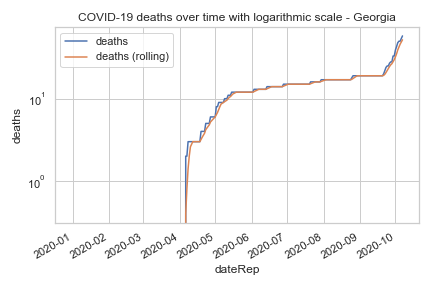 COVID-19 deaths over time with logarithmic scale - Georgia
deaths
deaths (rolling)
10¹
10⁰
deaths
2020-01
2020-02
2020-03
2020-04
2020-05
2020-06
2020-07
2020-08
2020-09
2020-10
dateRep